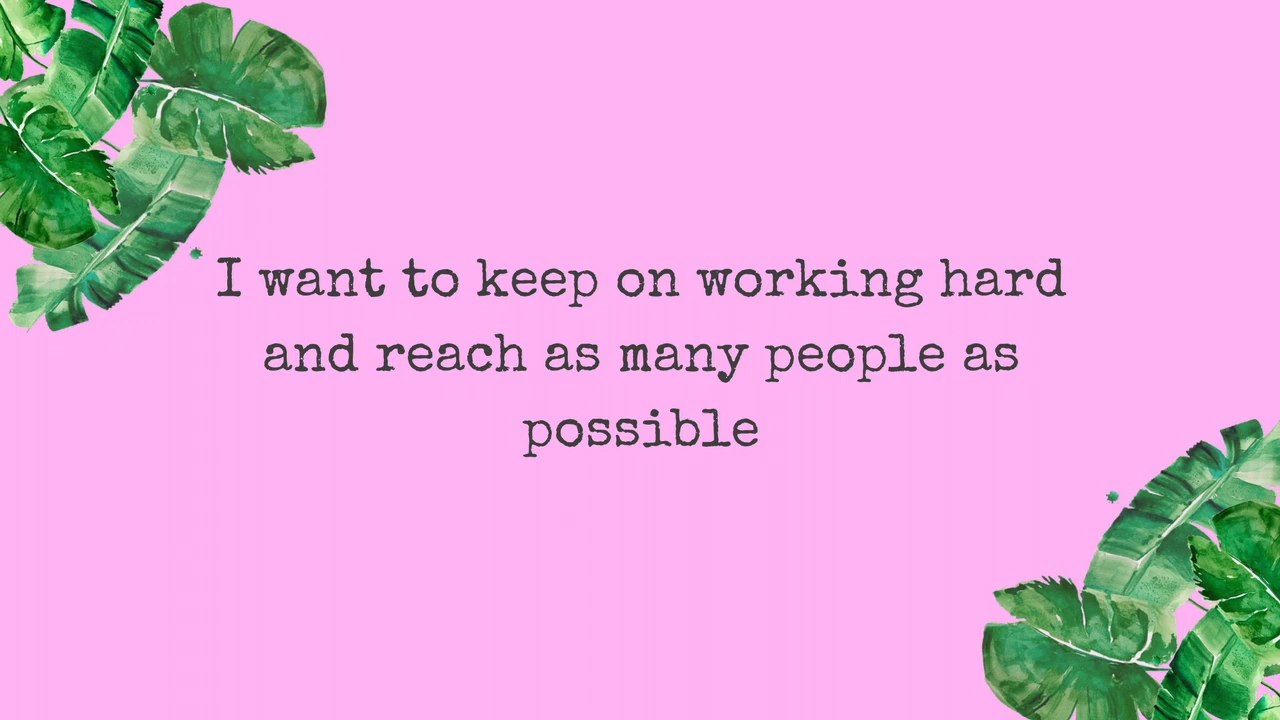 I want to keep on working hard
and reach as many people as
possible